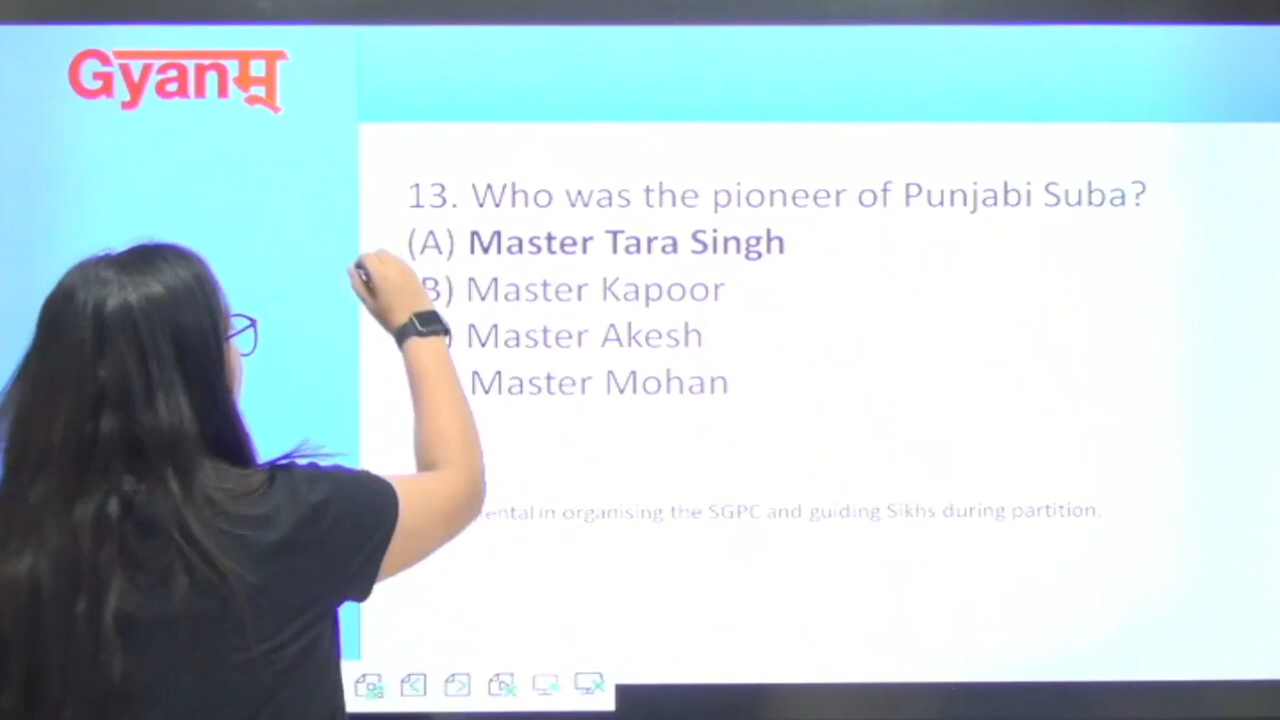 Gyanम्
13. Who was the pioneer of Punjabi Suba?
(A) Master Tara Singh
B) Master Kapoor
) Master Akesh
Master Mohan
in organising the SGPC and guiding Sikhs during partition.